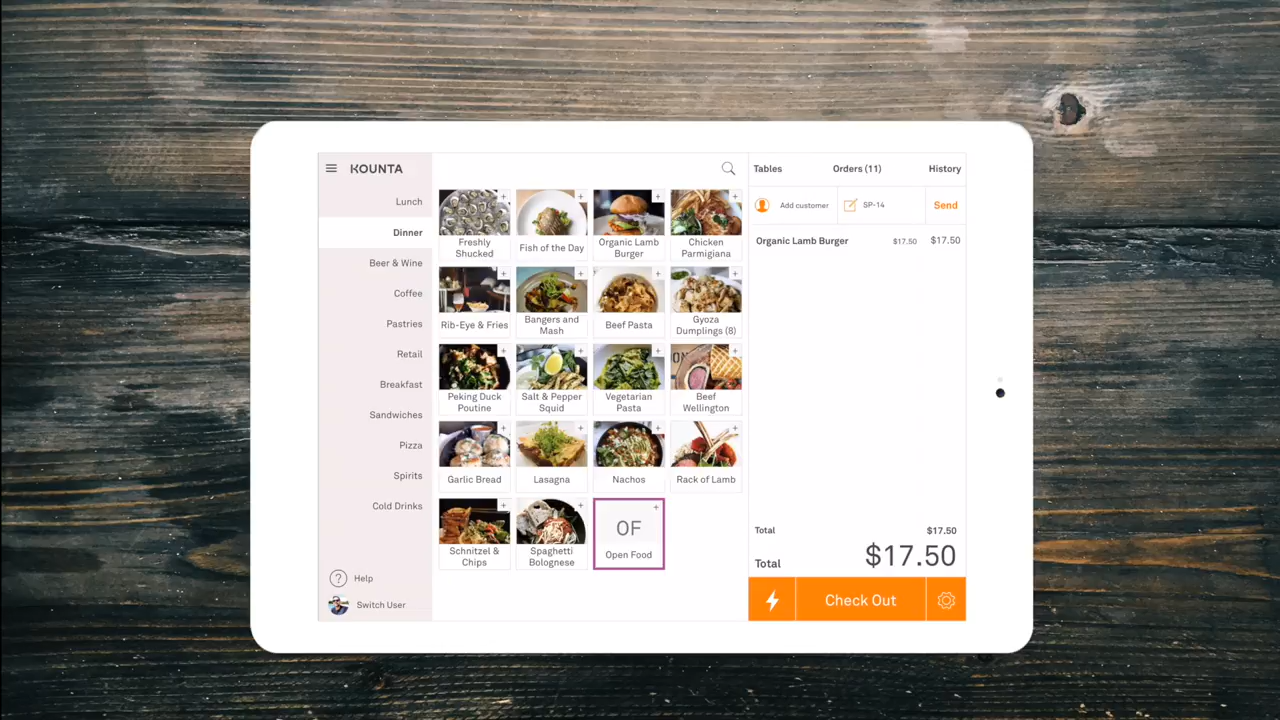 KOUNTA
Lunch
Dinner
Beer & Wine
Coffee
Pastries
Retail
Breakfast
Sandwiches
Pizza
Spirits
Cold Drinks
Help
Switch User
Freshly
Shucked
Fish of the Day
Organic Lamb
Burger
Chicken
Parmigiana
Rib-Eye & Fries
Bangers and
Mash
Beef Pasta
Gyoza
Dumplings (8)
Peking Duck
Poutine
Salt & Pepper
Squid
Vegetarian
Pasta
Beef
Wellington
Garlic Bread
Lasagna
Nachos
Rack of Lamb
Schnitzel &
Chips
Spaghetti
Bolognese
OF
Open Food
Tables Orders (11) History
Add customer SP-14 Send
Organic Lamb Burger $17.50 $17.50
Total $17.50
Total $17.50
Check Out